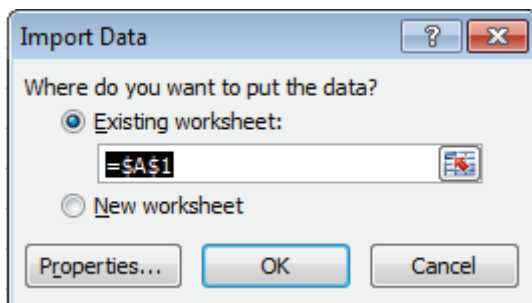 Import Data
?
Where do you want to put the data?
Existing worksheet:
=$A$1
New worksheet
Properties...
OK
Cancel